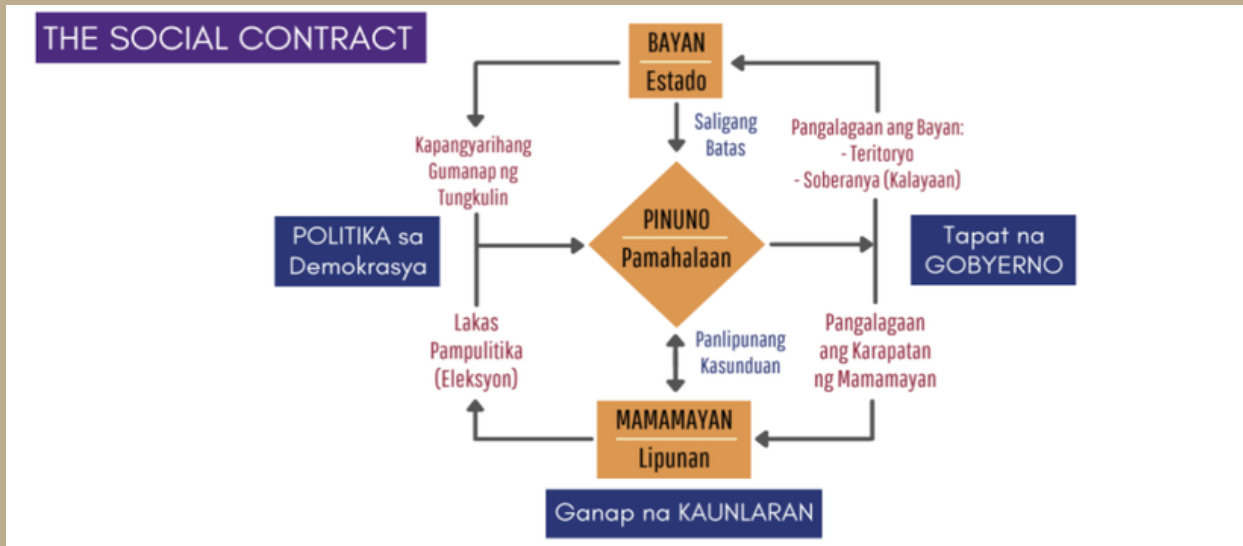 THE SOCIAL CONTRACT
BAYAN
Estado
Saligang
Batas
Kapangyarihang
Gumanap ng
Tungkulin
Pangalagaan ang Bayan:
- Teritoryo
- Soberanya (Kalayaan)
POLITIKA sa
Demokrasya
PINUNO
Pamahalaan
Tapat na
GOBYERNO
Lakas
Pampulitika
(Eleksyon)
Panlipunang
Kasunduan
Pangalagaan
ang Karapatan
ng Mamamayan
MAMAMAYAN
Lipunan
Ganap na KAUNLARAN